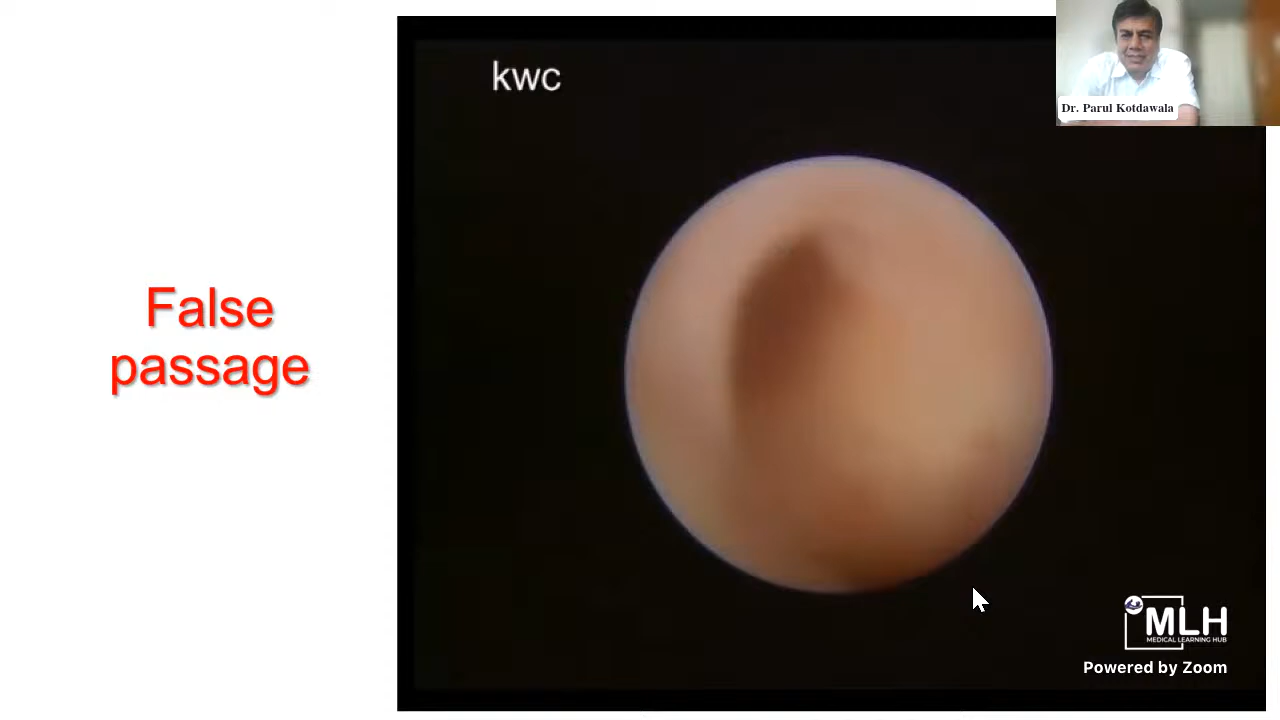 kwc
Dr. Parul Kotdawala
False
passage
MLH
MEDICAL LEARNING HUB
Powered by Zoom